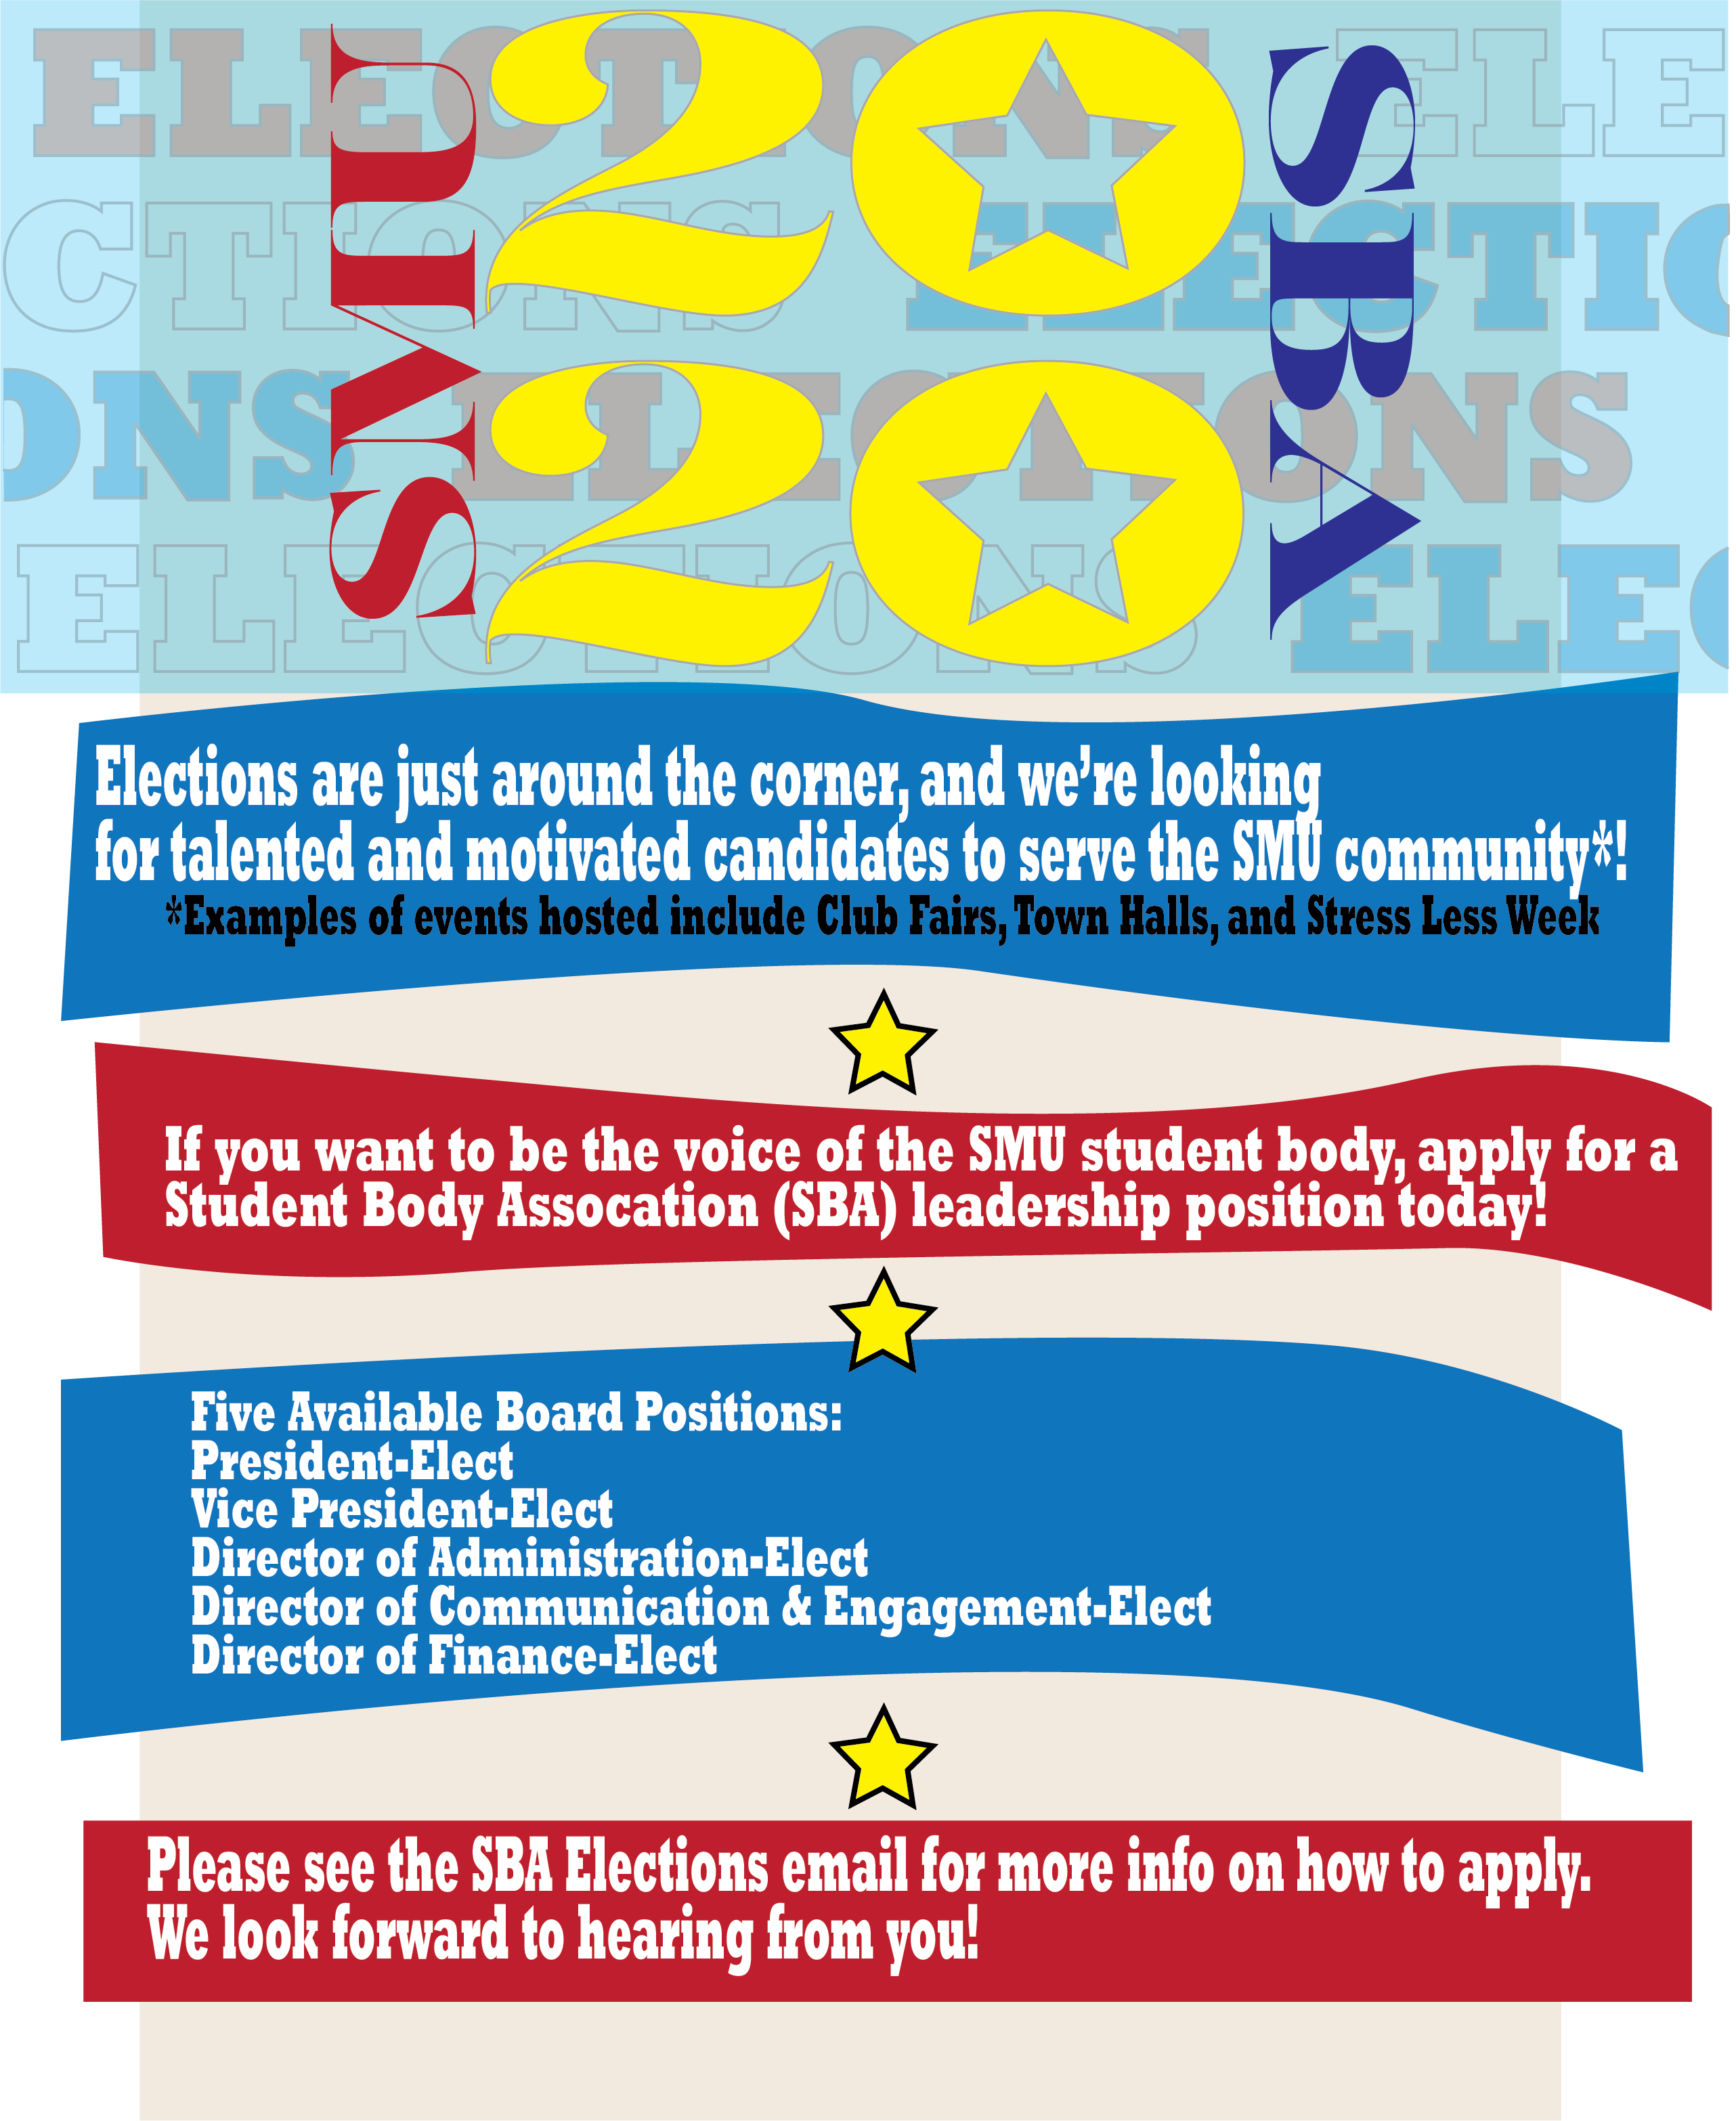 ELECTIONS ELE
CTIONS ELECTIO
ONS ELECTIONS
ELECTIONS ELEC
SMU
20
20
SBA
Elections are just around the corner, and we're looking
for talented and motivated candidates to serve the SMU community*!
*Examples of events hosted include Club Fairs, Town Halls, and Stress Less Week
If you want to be the voice of the SMU student body, apply for a
Student Body Assocation (SBA) leadership position today!
Five Available Board Positions:
President-Elect
Vice President-Elect
Director of Administration-Elect
Director of Communication & Engagement-Elect
Director of Finance-Elect
Please see the SBA Elections email for more info on how to apply.
We look forward to hearing from you!